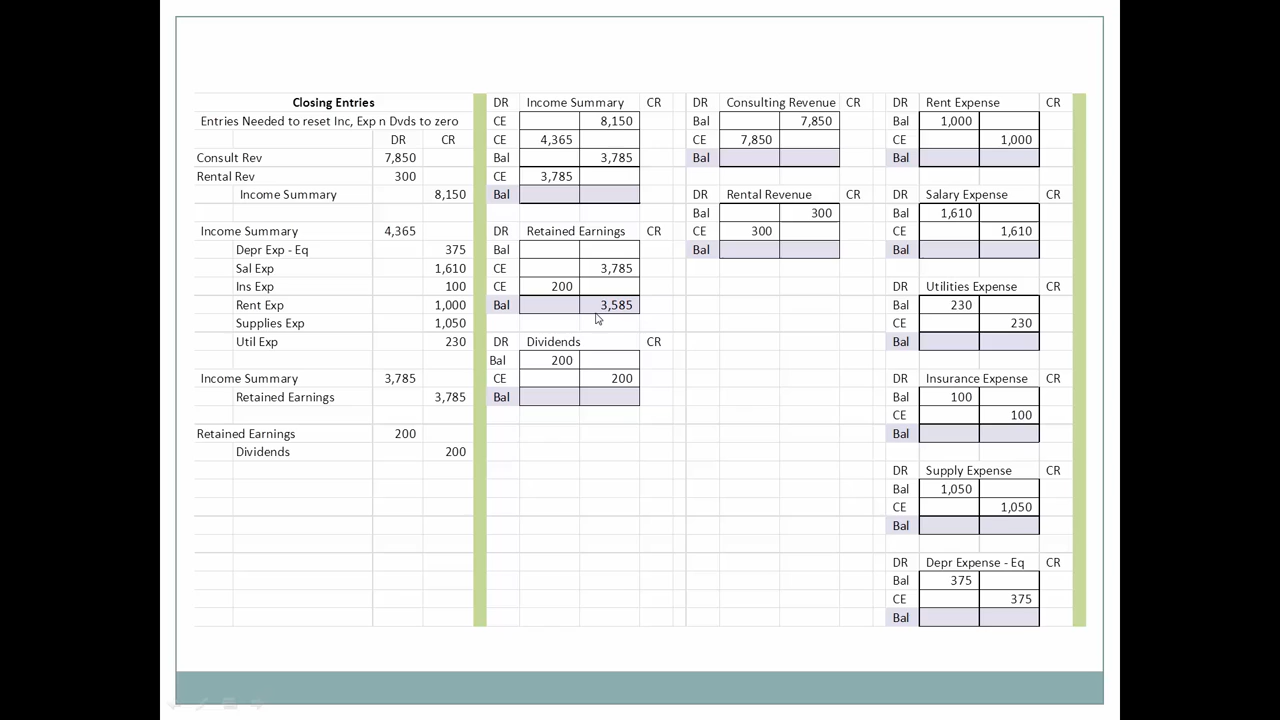 Closing Entries
Entries Needed to reset Inc, Exp n Dvds to zero
DR CR
Consult Rev 7,850
Rental Rev 300
Income Summary 8,150
Income Summary 4,365
Depr Exp - Eq 375
Sal Exp 1,610
Ins Exp 100
Rent Exp 1,000
Supplies Exp 1,050
Util Exp 230
Income Summary 3,785
Retained Earnings 3,785
Retained Earnings 200
Dividends 200
DR Income Summary CR
CE 8,150
CE 4,365
Bal 3,785
CE 3,785
Bal
DR Retained Earnings CR
Bal
CE 3,785
CE 200
Bal 3,585
DR Dividends CR
Bal 200
CE 200
Bal
DR Consulting Revenue CR
Bal 7,850
CE 7,850
Bal
DR Rental Revenue CR
Bal 300
CE 300
Bal
DR Rent Expense CR
Bal 1,000
CE 1,000
Bal
DR Salary Expense CR
Bal 1,610
CE 1,610
Bal
DR Utilities Expense CR
Bal 230
CE 230
Bal
DR Insurance Expense CR
Bal 100
CE 100
Bal
DR Supply Expense CR
Bal 1,050
CE 1,050
Bal
DR Depr Expense - Eq CR
Bal 375
CE 375
Bal